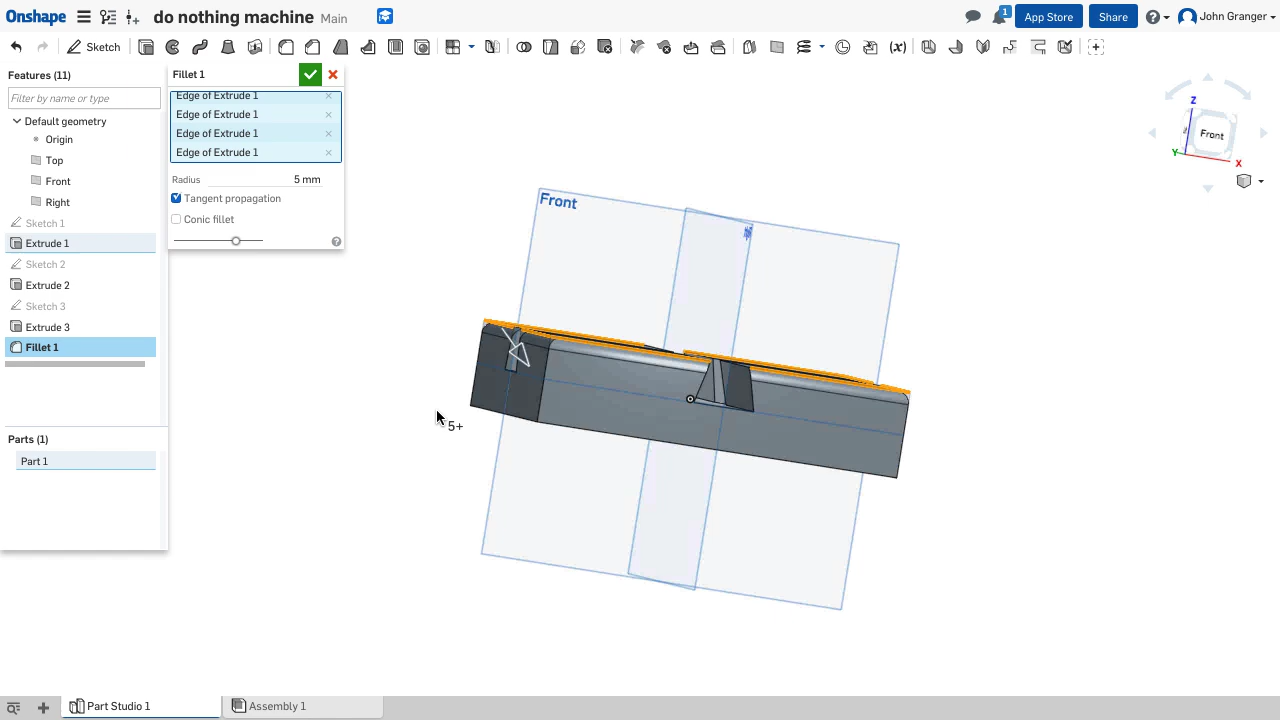 Onshape do nothing machine Main 1 App Store Share John Granger
Sketch (x)
Features (11)
Filter by name or type
Default geometry
Origin
Top
Front
Right
Sketch 1
Extrude 1
Sketch 2
Extrude 2
Sketch 3
Extrude 3
Fillet 1
Parts (1)
Part 1
Fillet 1
Edge of Extrude 1
Edge of Extrude 1
Edge of Extrude 1
Edge of Extrude 1
Radius 5 mm
Tangent propagation
Conic fillet
Front
5+
Z
Front
Y
X
Part Studio 1 Assembly 1